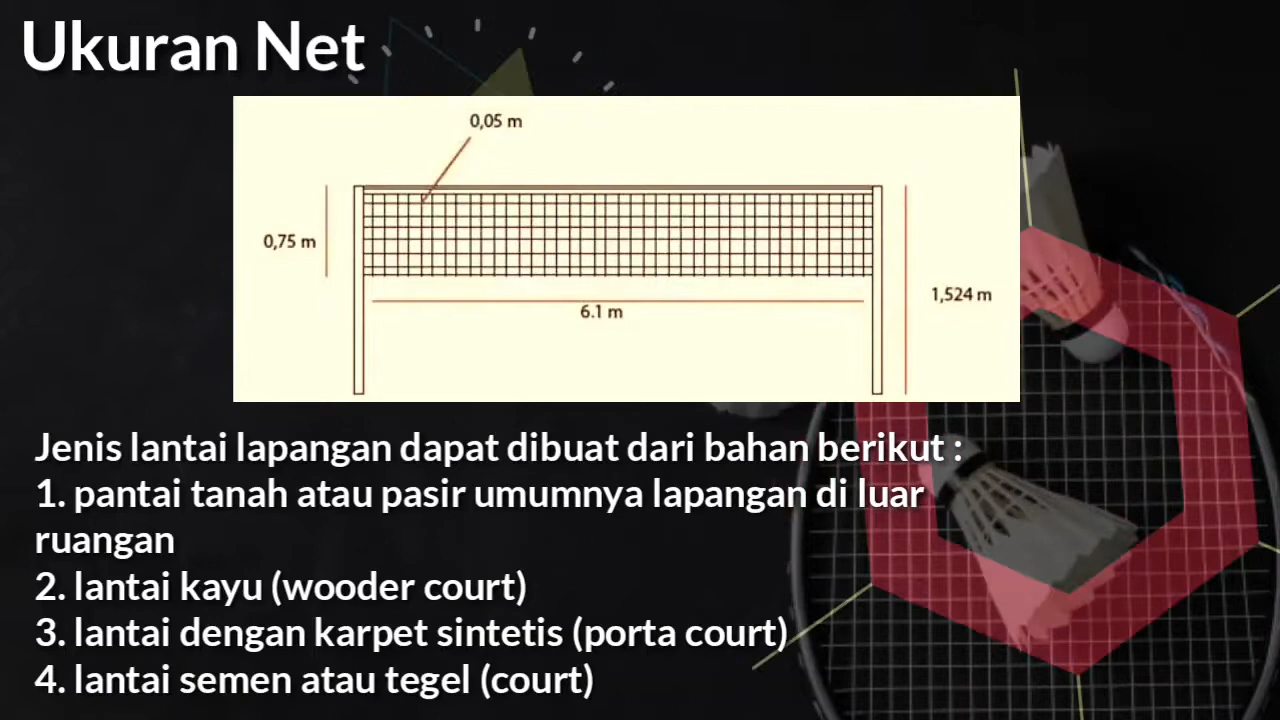 Ukuran Net
0,05 m
0,75 m
1,524 m
6.1 m
Jenis lantai lapangan dapat dibuat dari bahan berikut :
1. pantai tanah atau pasir umumnya lapangan di luar
ruangan
2. lantai kayu (wooder court)
3. lantai dengan karpet sintetis (porta court)
4. lantai semen atau tegel (court)